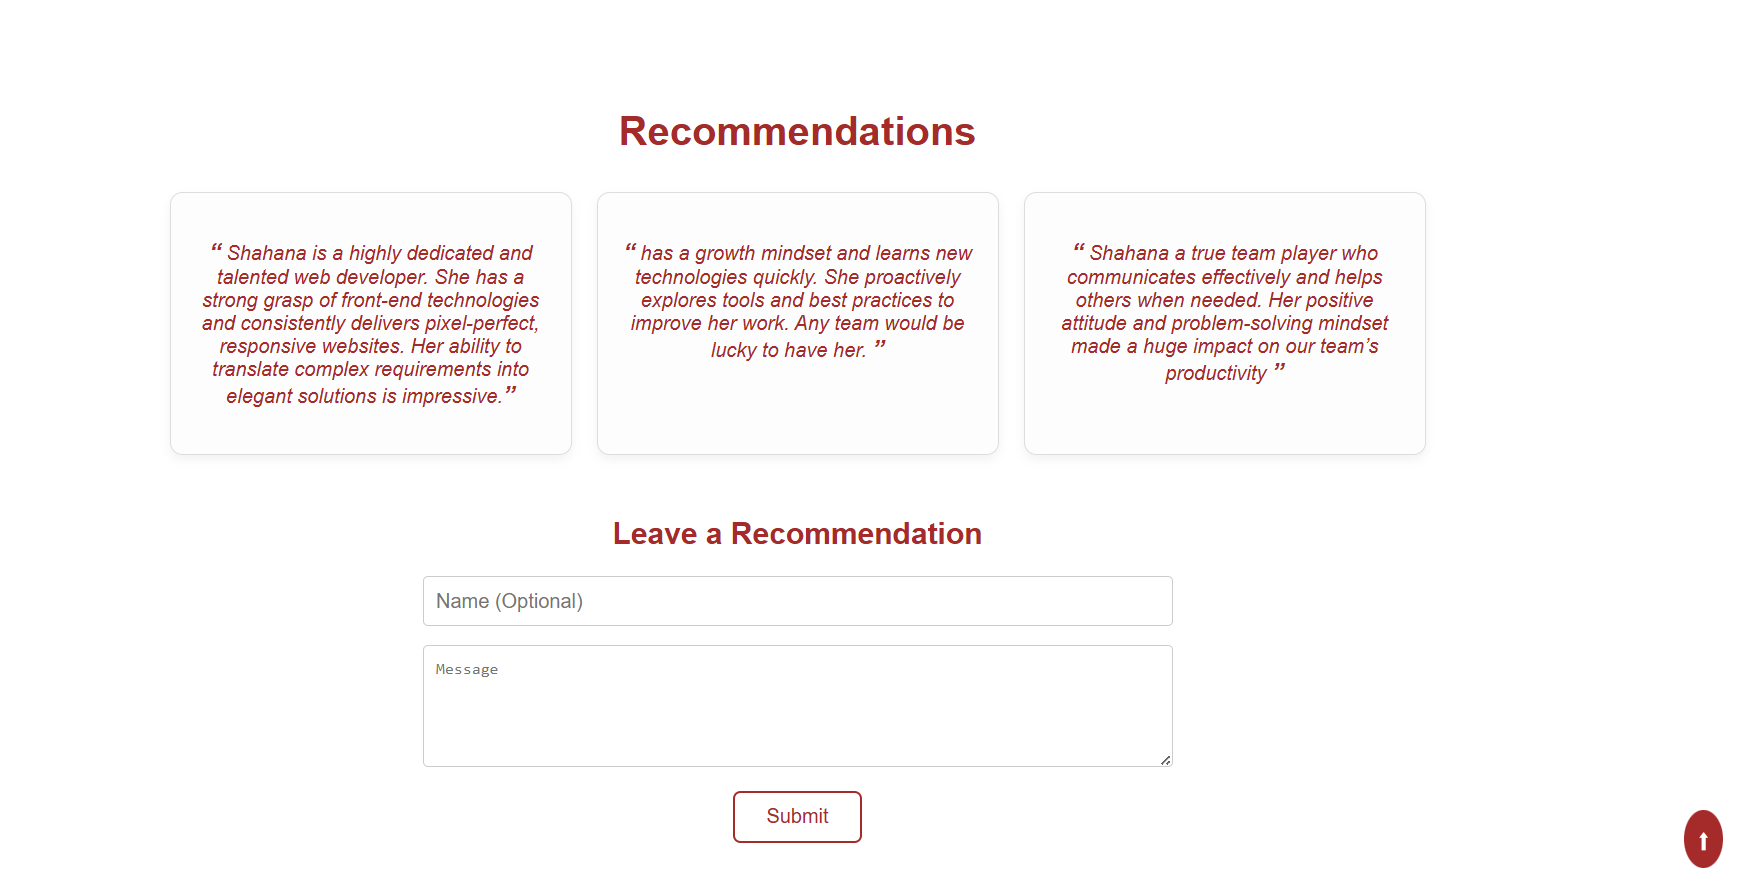 Recommendations
“ Shahana is a highly dedicated and
talented web developer. She has a
strong grasp of front-end technologies
and consistently delivers pixel-perfect,
responsive websites. Her ability to
translate complex requirements into
elegant solutions is impressive.”
“ has a growth mindset and learns new
technologies quickly. She proactively
explores tools and best practices to
improve her work. Any team would be
lucky to have her. ”
“ Shahana a true team player who
communicates effectively and helps
others when needed. Her positive
attitude and problem-solving mindset
made a huge impact on our team’s
productivity ”
Leave a Recommendation
Name (Optional)
Message
Submit